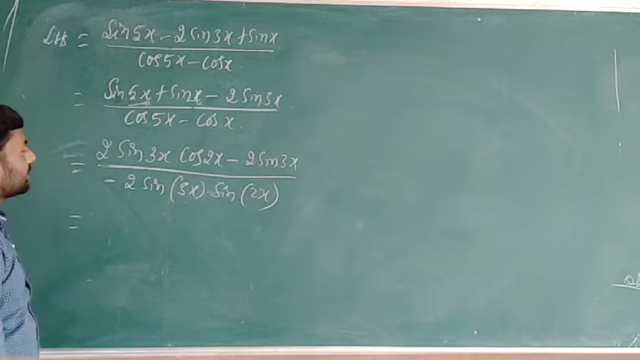 LHS = sin5x - 2sin3x + sinx / cos5x - cosx
= sin5x + sinx - 2sin3x / cos5x - cosx.
= 2 sin3x cos2x - 2sin3x / - 2 sin(3x) · sin(2x)
=